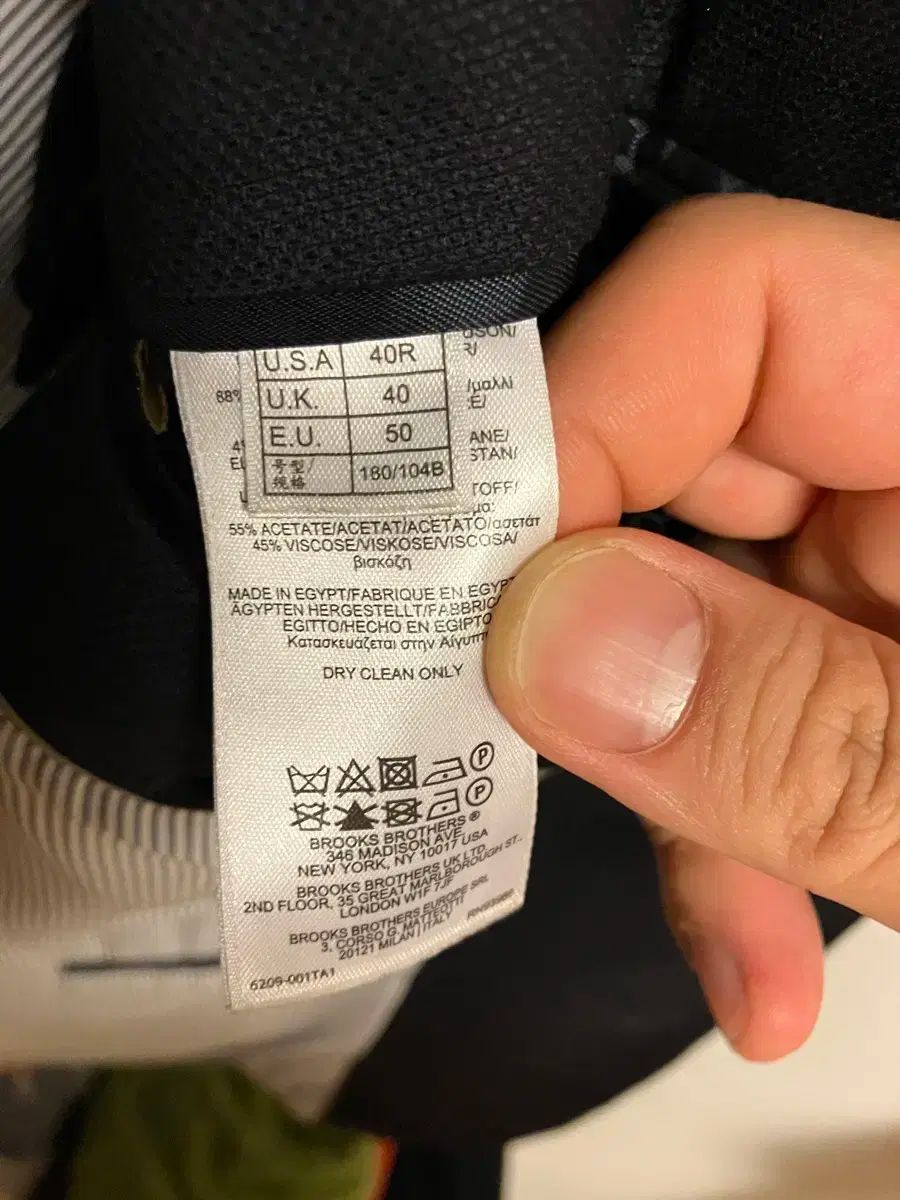 U.S.A 40R
U.K. 40
E.U. 50
号型/规格 180/104B
/μαλλί
55% ACETATE/ACETAT/ACETATO/ασετάτ
45% VISCOSE/VISKOSE/VISCOSA/
βισκόζη
MADE IN EGYPT/FABRIQUE EN EGYPT
ÄGYPTEN HERGESTELLT/FABBRIC
EGITTO/HECHO EN EGIPTO
Κατασκευάζεται στην Αίγυπτ
DRY CLEAN ONLY
P
P
BROOKS BROTHERS ®
346 MADISON AVE.
NEW YORK, NY 10017 USA
BROOKS BROTHERS UK LTD.
2ND FLOOR, 35 GREAT MARLBOROUGH ST.,
LONDON W1F 7JF
BROOKS BROTHERS EUROPE SRL
3, CORSO G. MATTEOTTI
20121 MILAN ITALY
6209-001TA1